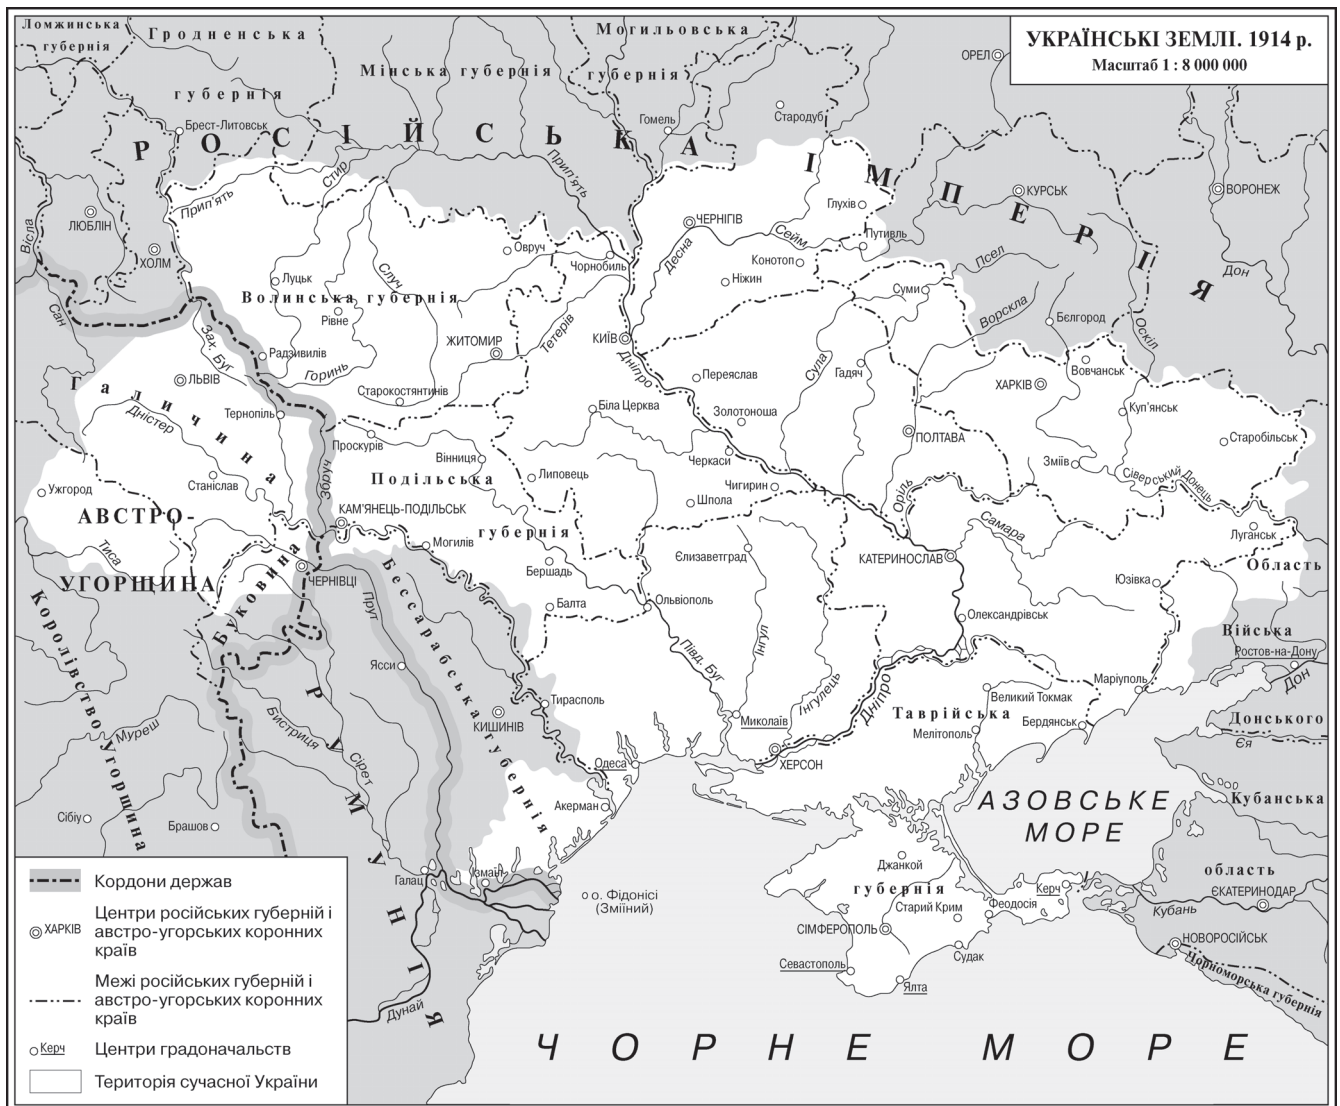 УКРАЇНСЬКІ ЗЕМЛІ. 1914 р.
Масштаб 1 : 8 000 000
Ломжинська
губернія
Гродненська
губернія
Мінська губернія
Могильовська
губернія
ОРЕЛ
Стародуб
Гомель
Брест-Литовськ
РОСІЙСЬКА ІМПЕРІЯ
Прип'ять
Стир
Прип'ять
КУРСЬК
ВОРОНЕЖ
Глухів
Путивль
ЛЮБЛІН
Вісла
ХОЛМ
ЧЕРНІГІВ
Сейм
Десна
Конотоп
Ніжин
Овруч
Чорнобиль
Псел
Дон
Луцьк
Случ
Волинська губернія
Рівне
Суми
Ворскла
Бєлгород
Оскіл
Сан
Зах. Буг
Радзивилів
Горинь
ЖИТОМИР
Тетерів
КИЇВ
Дніпро
Переяслав
Сула
Гадяч
ХАРКІВ
Вовчанськ
Галичина
ЛЬВІВ
Старокостянтинів
Дністер
Тернопіль
Біла Церква
Золотоноша
ПОЛТАВА
Куп'янськ
Старобільськ
Проскурів
Вінниця
Черкаси
Зміїв
Сіверський Донець
Збруч
Станіслав
Подільська
губернія
Липовець
Чигирин
Шпола
Оріль
Ужгород
АВСТРО-
УГОРЩИНА
КАМ'ЯНЕЦЬ-ПОДІЛЬСЬК
Могилів
Самара
Луганськ
Тиса
Буковина
ЧЕРНІВЦІ
Бершадь
Єлизаветград
КАТЕРИНОСЛАВ
Юзівка
Область
Війська
Донського
Королівство Угорщина
Прут
Бессарабська губернія
Балта
Ольвіополь
Олександрівськ
Ростов-на-Дону
Дон
Ясси
Півд. Буг
Інгул
Інгулець
Дніпро
Маріуполь
Великий Токмак
Тирасполь
КИШИНІВ
Миколаїв
Таврійська
губернія
Мелітополь
Бердянськ
Муреш
Бистриця
Сірет
РУМУНІЯ
Одеса
ХЕРСОН
Єя
Сібіу
Брашов
Акерман
АЗОВСЬКЕ
МОРЕ
Кубанська
область
Галац
Ізмаїл
о. Фідонісі
(Зміїний)
Джанкой
Керч
Старий Крим
Феодосія
СІМФЕРОПОЛЬ
Судак
Севастополь
Ялта
ЄКАТЕРИНОДАР
Кубань
НОВОРОСІЙСЬК
Чорноморська губернія
Дунай
ЧОРНЕ МОРЕ
Кордони держав
ХАРКІВ
Центри російських губерній і
австро-угорських коронних
країв
Межі російських губерній і
австро-угорських коронних
країв
Керч
Центри градоначальств
Територія сучасної України